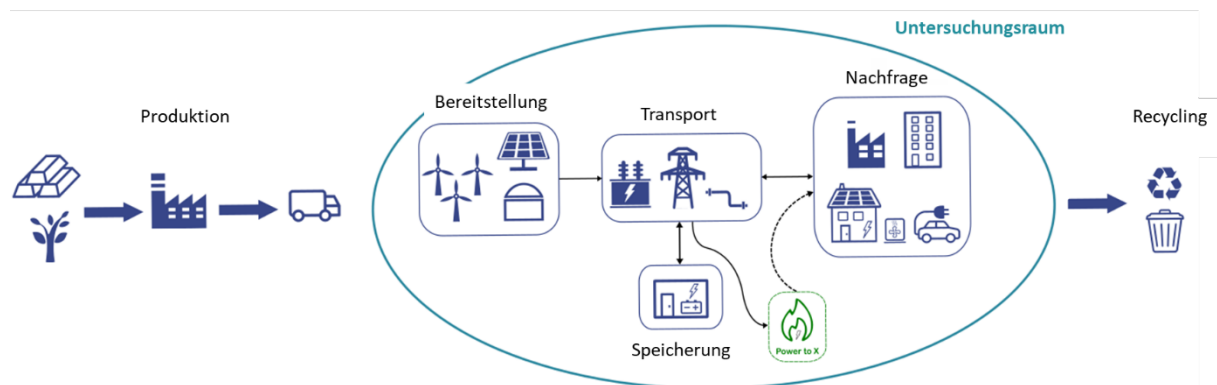 Untersuchungsraum
Nachfrage
Bereitstellung
Transport
Produktion
Recycling
Speicherung
Power to X